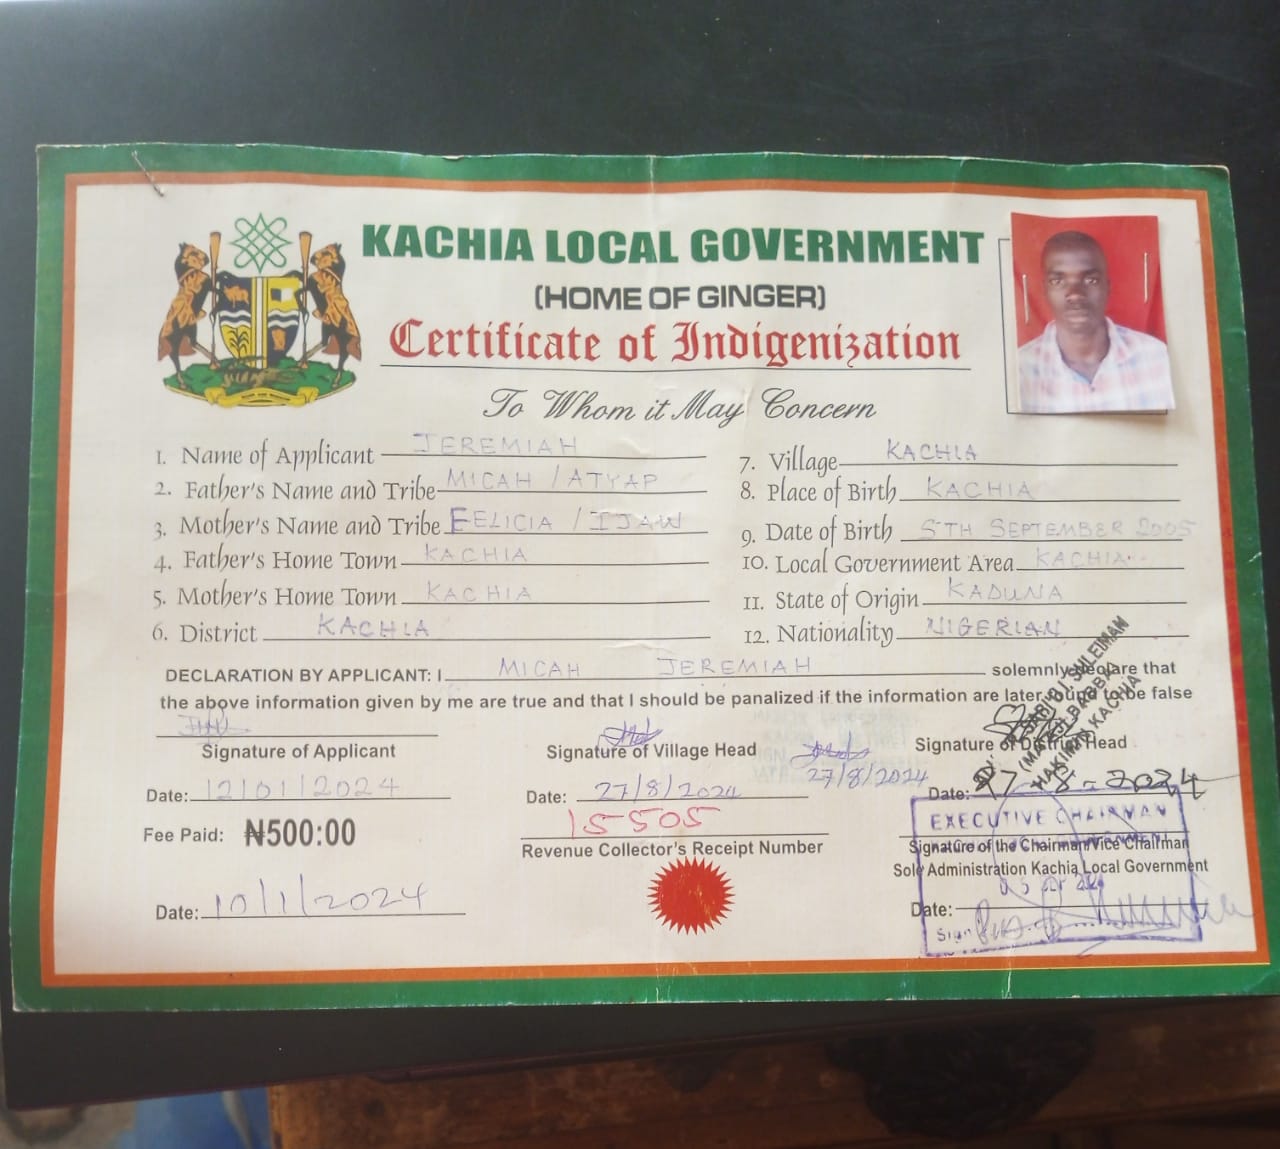 KACHIA LOCAL GOVERNMENT
(HOME OF GINGER)
Certificate of Indigenization
To Whom it May Concern
1. Name of Applicant JEREMIAH
2. Father's Name and Tribe MICAH / ATYAP
3. Mother's Name and Tribe FELICIA / IJAW
4. Father's Home Town KACHIA
5. Mother's Home Town KACHIA
6. District KACHIA
7. Village KACHIA
8. Place of Birth KACHIA
9. Date of Birth 5TH SEPTEMBER 2005
10. Local Government Area KACHIA
11. State of Origin KADUNA
12. Nationality NIGERIAN
DECLARATION BY APPLICANT: I MICAH JEREMIAH solemnly declare that
the above information given by me are true and that I should be panalized if the information are later found to be false
Signature of Applicant
Date: 12/01/2024
Fee Paid: ₦500:00
Date: 10/1/2024
Signature of Village Head
27/8/2024
Date: 27/8/2024
15505
Revenue Collector's Receipt Number
Signature of District Head
SULEIMAN
HAKIMIN KACHIA
Date: 27-8-2024
EXECUTIVE CHAIRMAN
Signature of the Chairman/Vice Chairman
Sole Administration Kachia Local Government
Date:
Sign